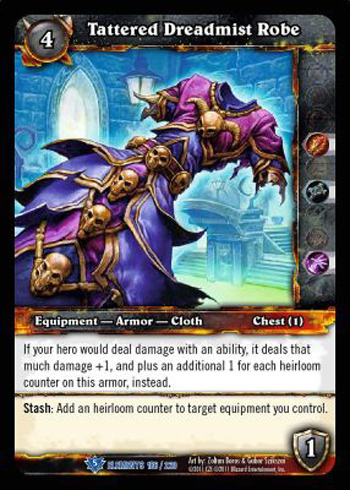 4
Tattered Dreadmist Robe
Equipment — Armor — Cloth Chest (1)
If your hero would deal damage with an ability, it deals that
much damage +1, and plus an additional 1 for each heirloom
counter on this armor, instead.
Stash: Add an heirloom counter to target equipment you control.
ELEMENTS
Art by: Zoltan Boros & Gabor Szikszai
1